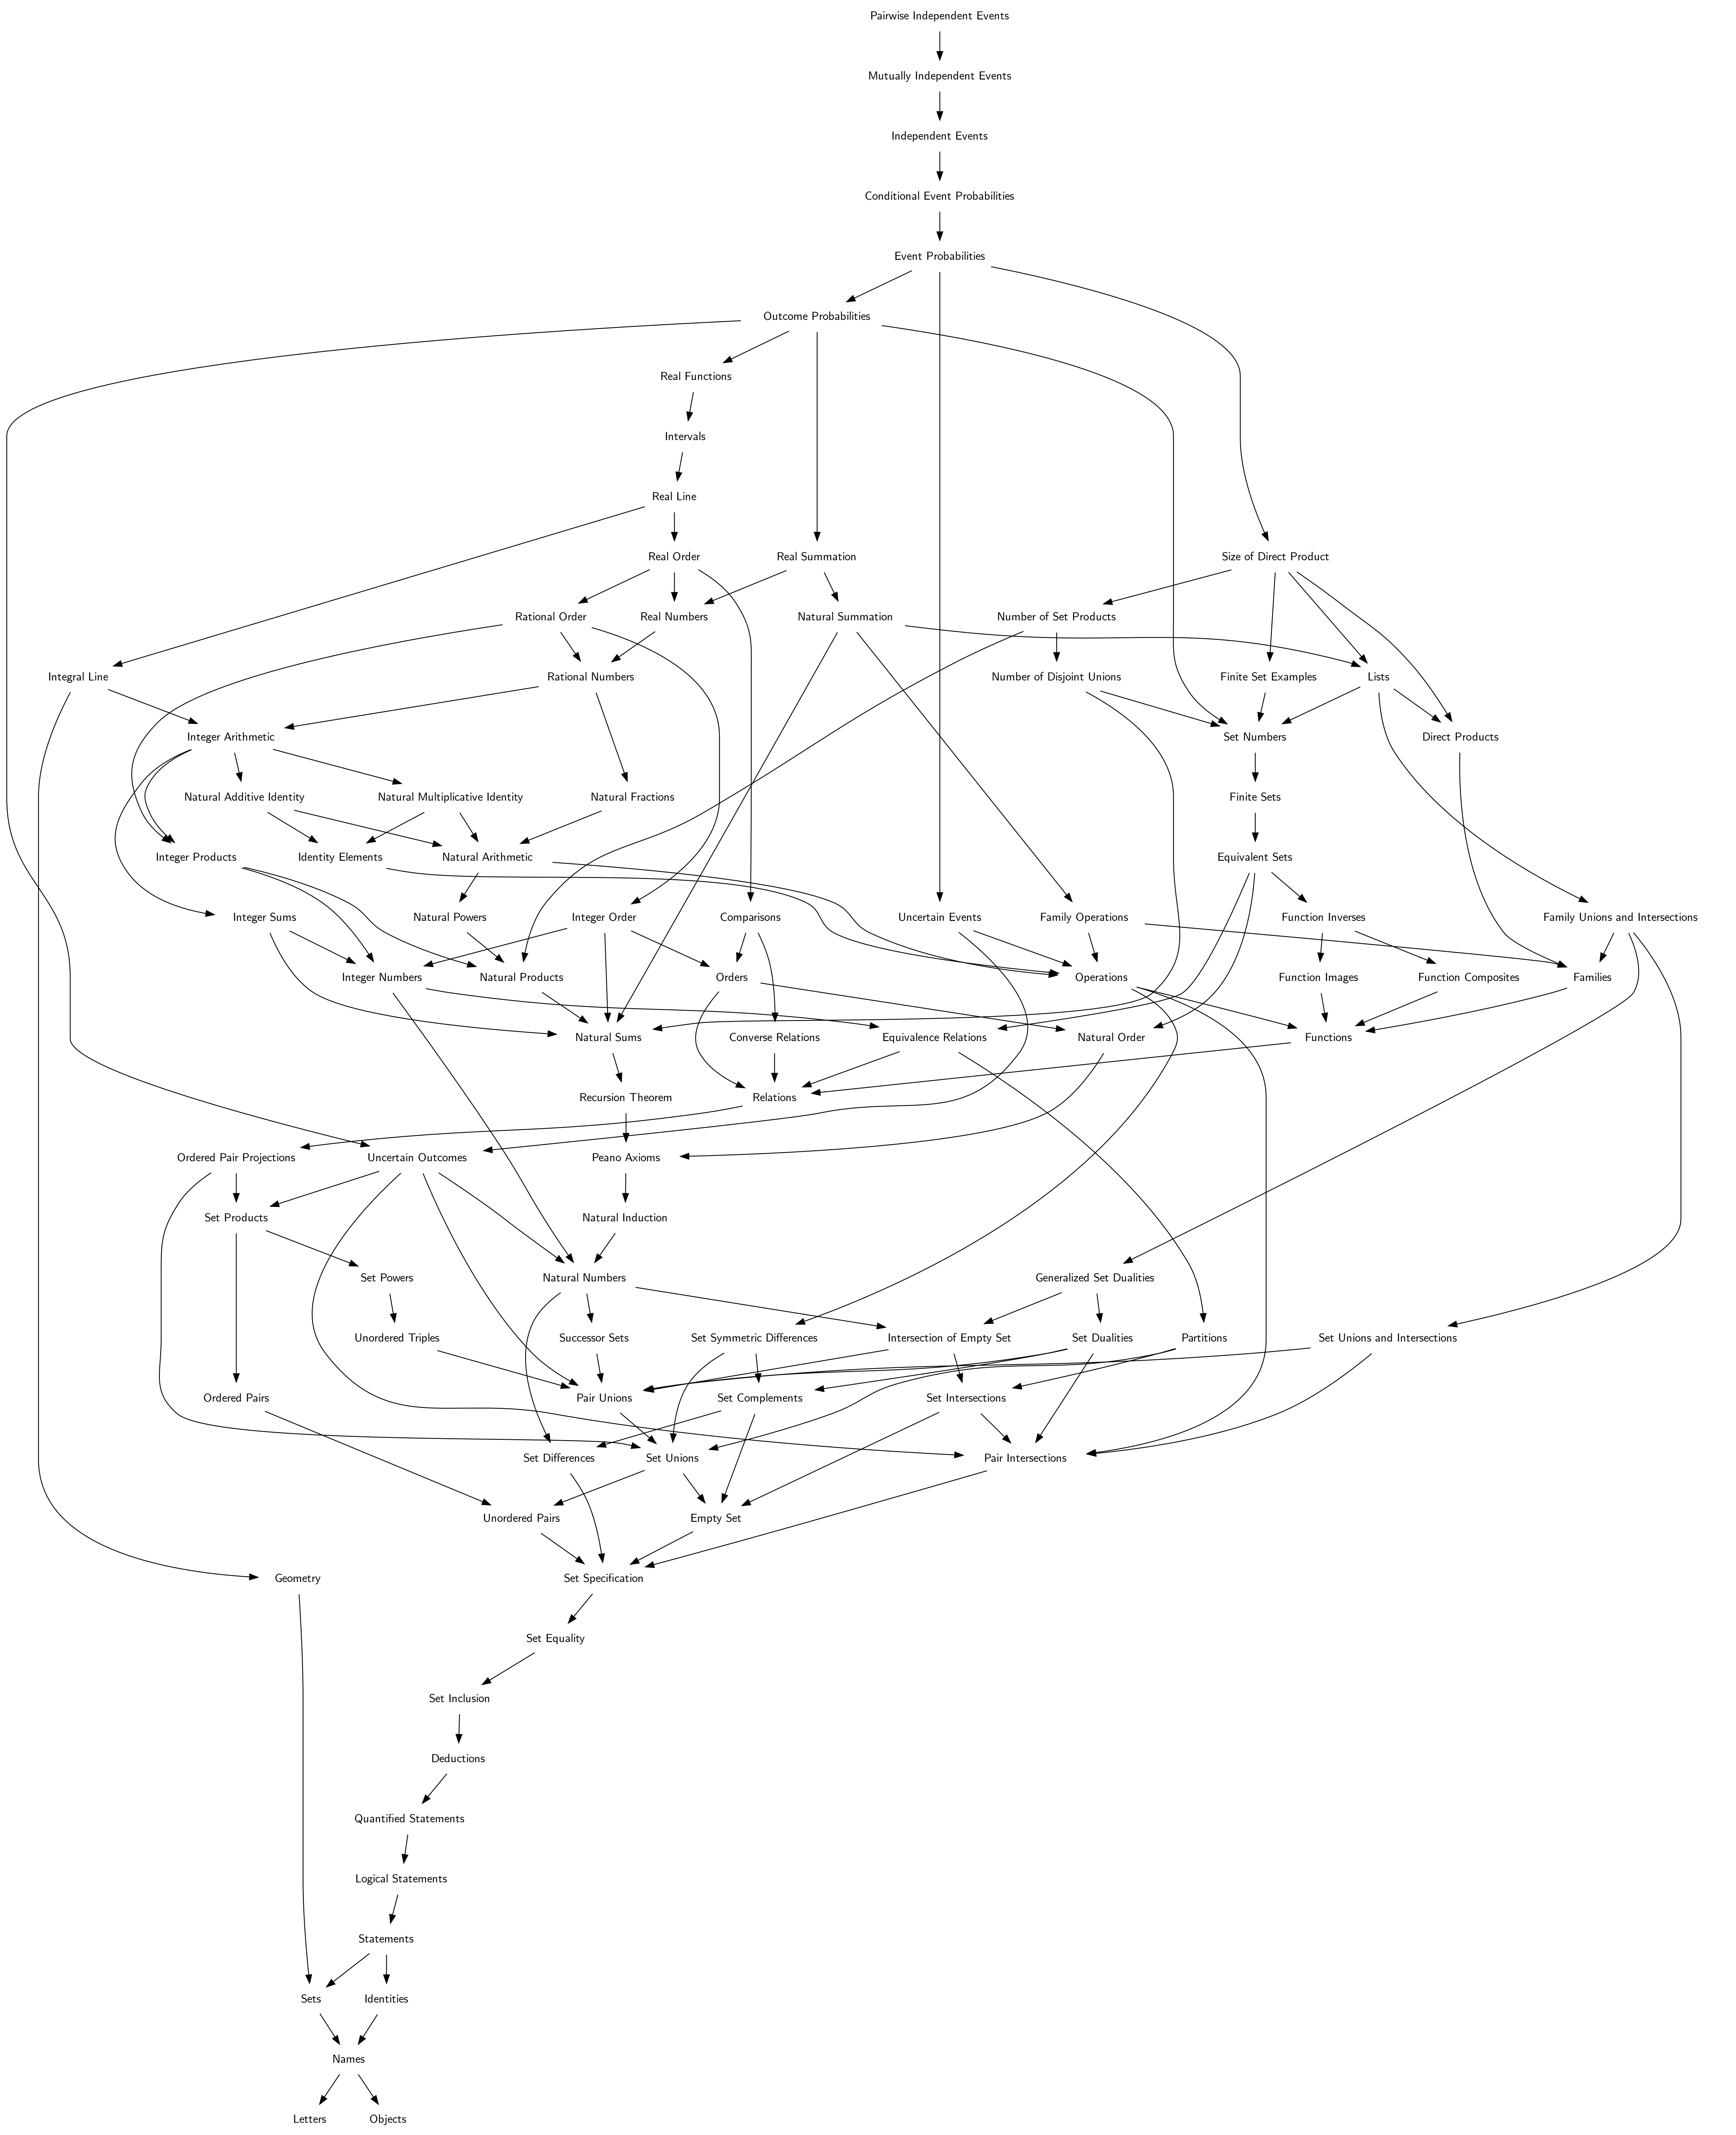 Pairwise Independent Events
Mutually Independent Events
Independent Events
Conditional Event Probabilities
Event Probabilities
Outcome Probabilities
Real Functions
Intervals
Real Line
Real Order
Real Summation
Size of Direct Product
Rational Order
Real Numbers
Natural Summation
Number of Set Products
Integral Line
Rational Numbers
Number of Disjoint Unions
Finite Set Examples
Lists
Integer Arithmetic
Set Numbers
Direct Products
Natural Additive Identity
Natural Multiplicative Identity
Natural Fractions
Finite Sets
Integer Products
Identity Elements
Natural Arithmetic
Equivalent Sets
Integer Sums
Natural Powers
Integer Order
Comparisons
Uncertain Events
Family Operations
Function Inverses
Family Unions and Intersections
Integer Numbers
Natural Products
Orders
Operations
Function Images
Function Composites
Families
Natural Sums
Converse Relations
Equivalence Relations
Natural Order
Functions
Recursion Theorem
Relations
Ordered Pair Projections
Uncertain Outcomes
Peano Axioms
Set Products
Natural Induction
Set Powers
Natural Numbers
Generalized Set Dualities
Unordered Triples
Successor Sets
Set Symmetric Differences
Intersection of Empty Set
Set Dualities
Partitions
Set Unions and Intersections
Ordered Pairs
Pair Unions
Set Complements
Set Intersections
Set Differences
Set Unions
Pair Intersections
Unordered Pairs
Empty Set
Geometry
Set Specification
Set Equality
Set Inclusion
Deductions
Quantified Statements
Logical Statements
Statements
Sets
Identities
Names
Letters
Objects